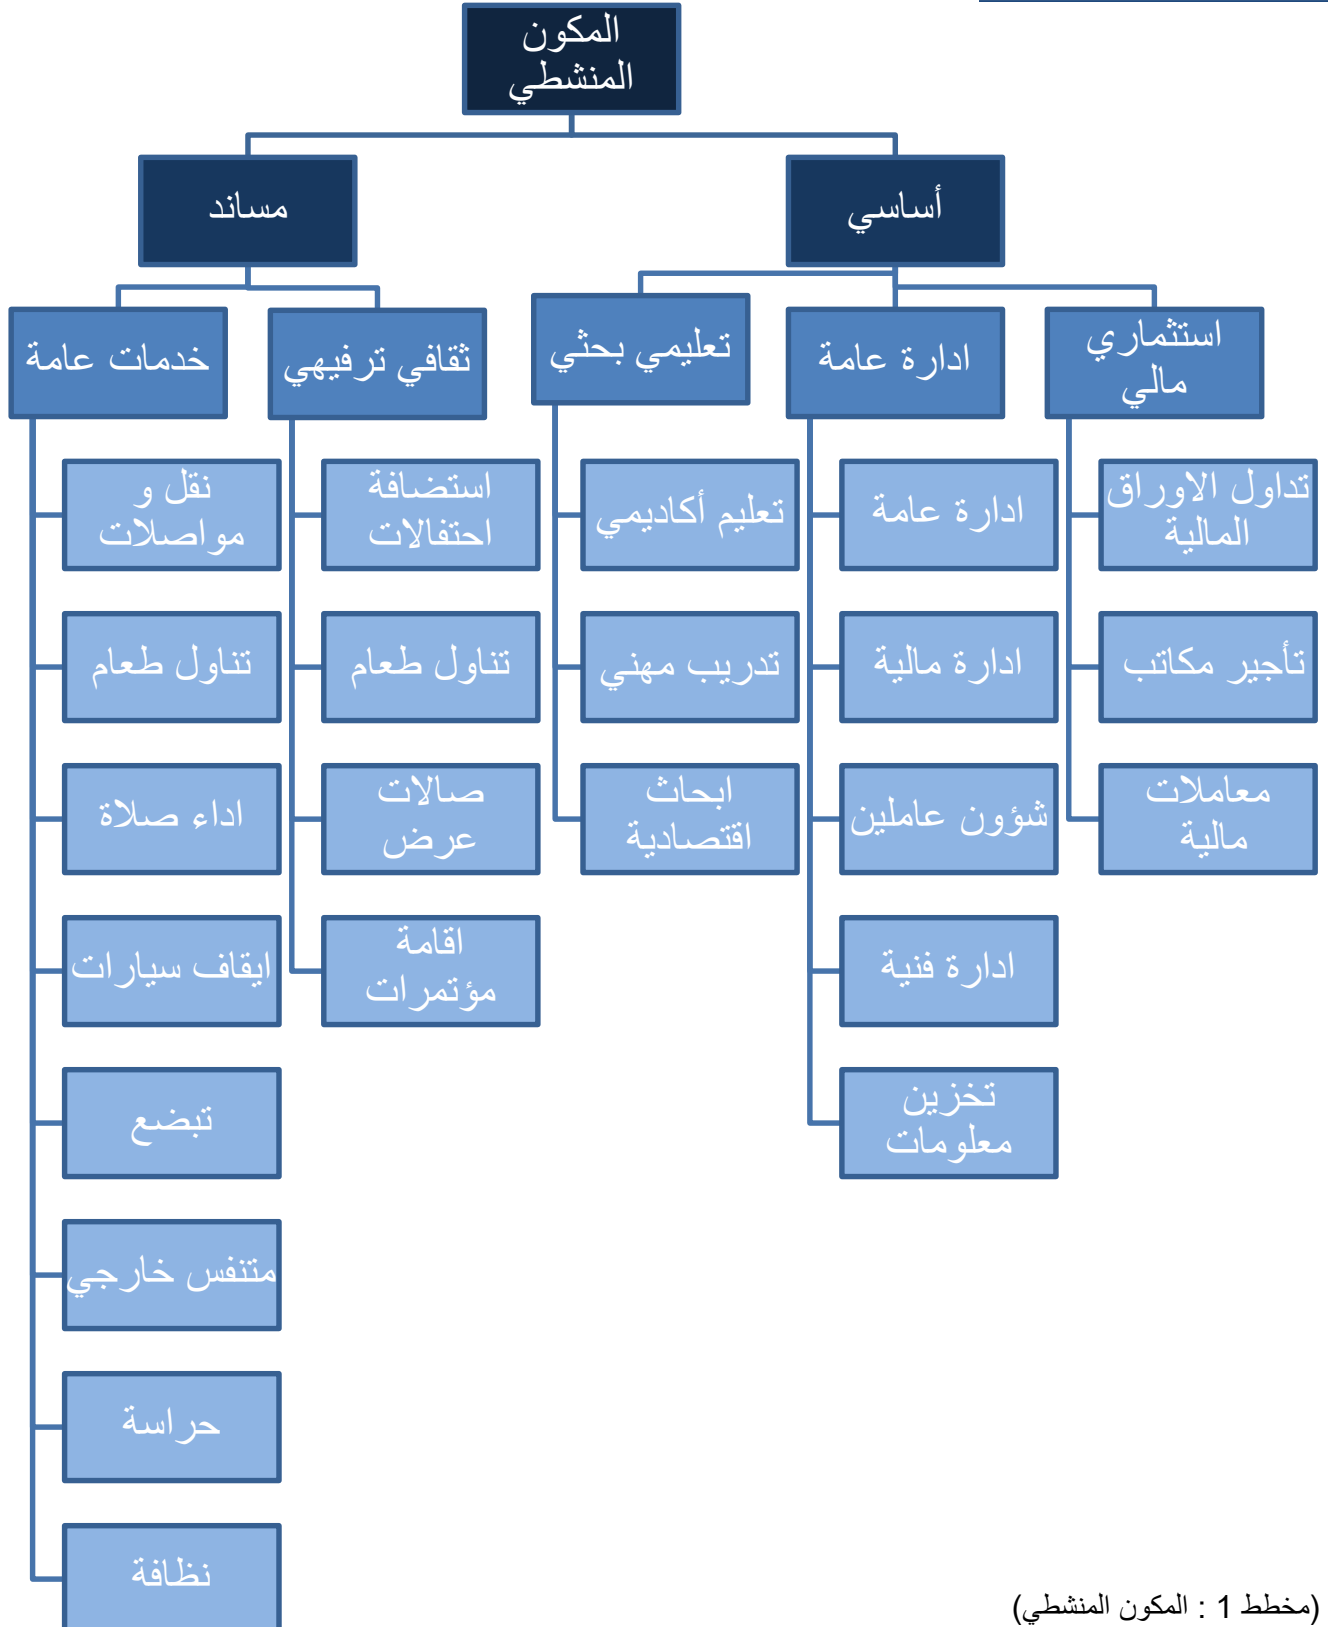 المكون
المنشطي
أساسي
مساند
استثماري
مالي
ادارة عامة
تعليمي بحثي
ثقافي ترفيهي
خدمات عامة
تداول الاوراق
المالية
تأجير مكاتب
معاملات
مالية
ادارة عامة
ادارة مالية
شؤون عاملين
ادارة فنية
تخزين
معلومات
تعليم أكاديمي
تدريب مهني
ابحاث
اقتصادية
استضافة
احتفالات
تناول طعام
صالات
عرض
اقامة
مؤتمرات
نقل و
مواصلات
تناول طعام
اداء صلاة
ايقاف سيارات
تبضع
متنفس خارجي
حراسة
نظافة
(مخطط 1 : المكون المنشطي)